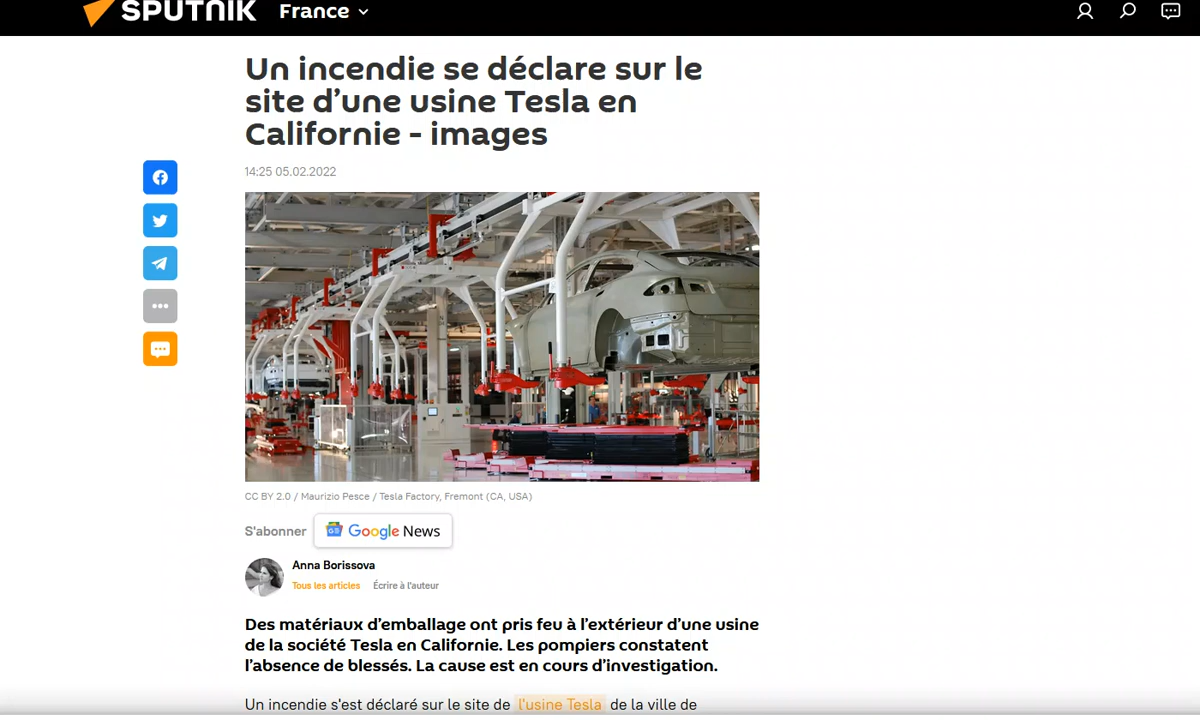 SPUTNIK France
Un incendie se déclare sur le
site d’une usine Tesla en
Californie - images
14:25 05.02.2022
CC BY 2.0 / Maurizio Pesce / Tesla Factory, Fremont (CA, USA)
S'abonner Google News
Anna Borissova
Tous les articles Écrire à l'auteur
Des matériaux d’emballage ont pris feu à l’extérieur d’une usine
de la société Tesla en Californie. Les pompiers constatent
l’absence de blessés. La cause est en cours d’investigation.
Un incendie s'est déclaré sur le site de l'usine Tesla de la ville de